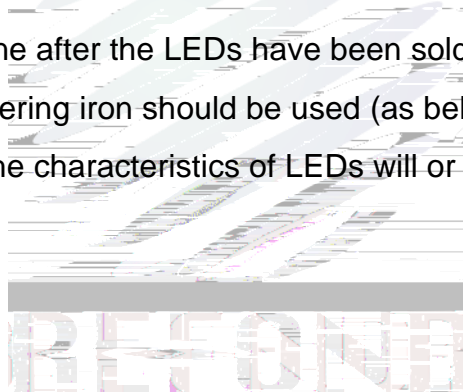 ne after the LEDs have been sold
ering iron should be used (as bel
ne characteristics of LEDs will or
REFOND